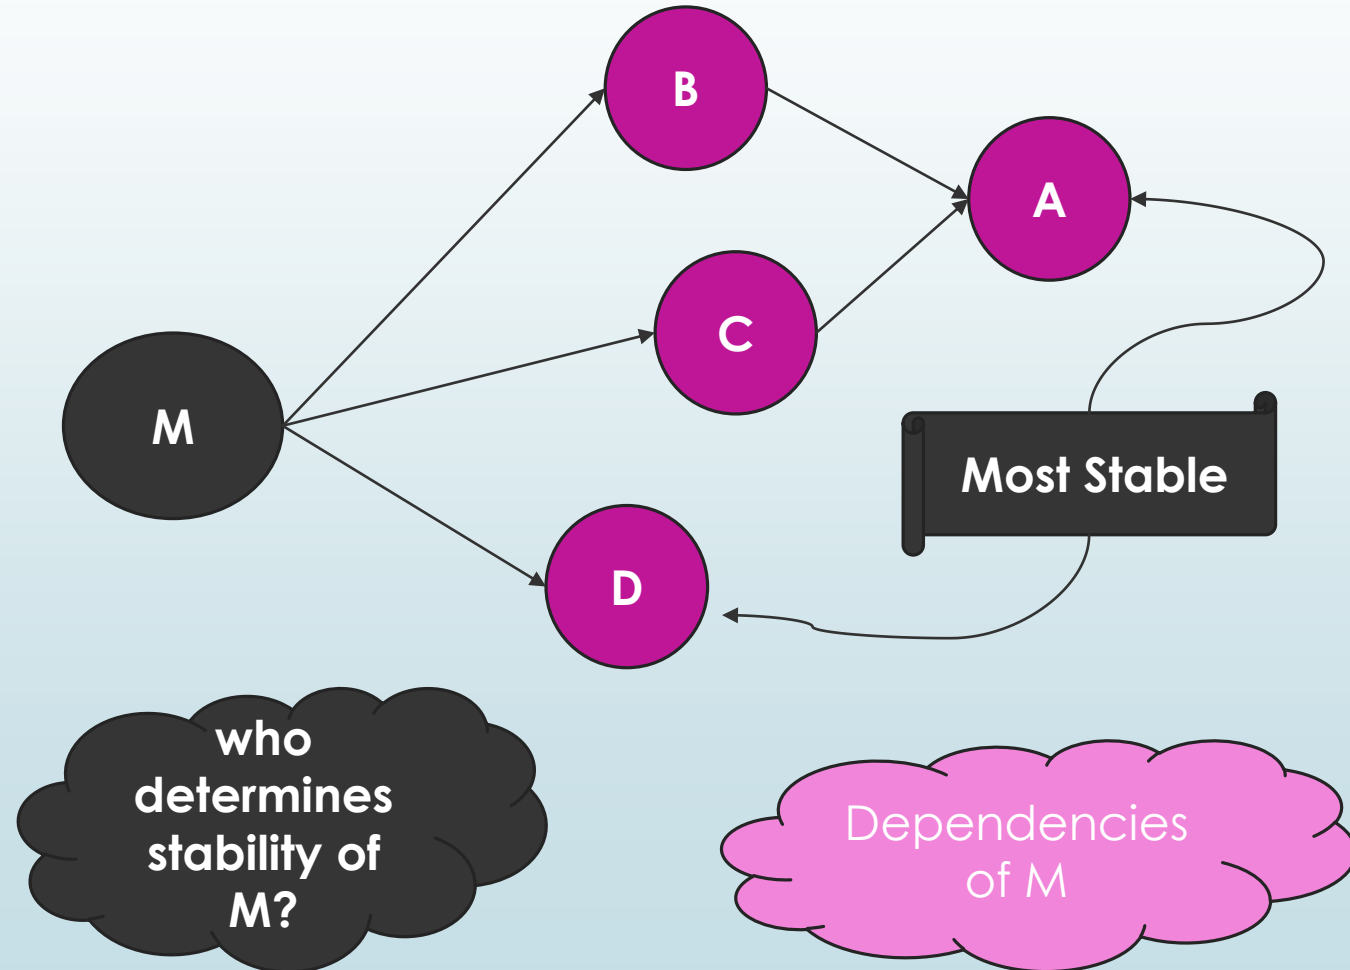 B
A
C
M
Most Stable
D
who
determines
stability of
M?
Dependencies
of M